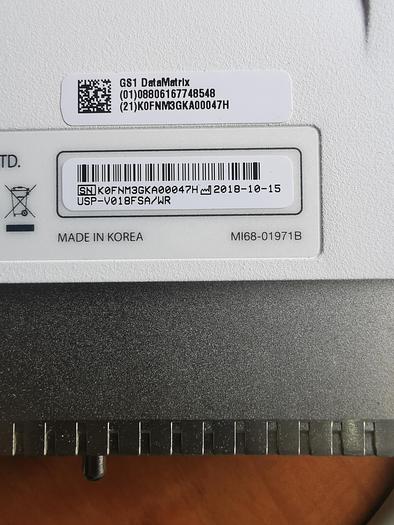 GS1 DataMatrix
(01)08806167748548
(21)K0FNM3GKA00047H
TD.
SN K0FNM3GKA00047H 2018-10-15
USP-V018FSA/WR
MADE IN KOREA MI68-01971B